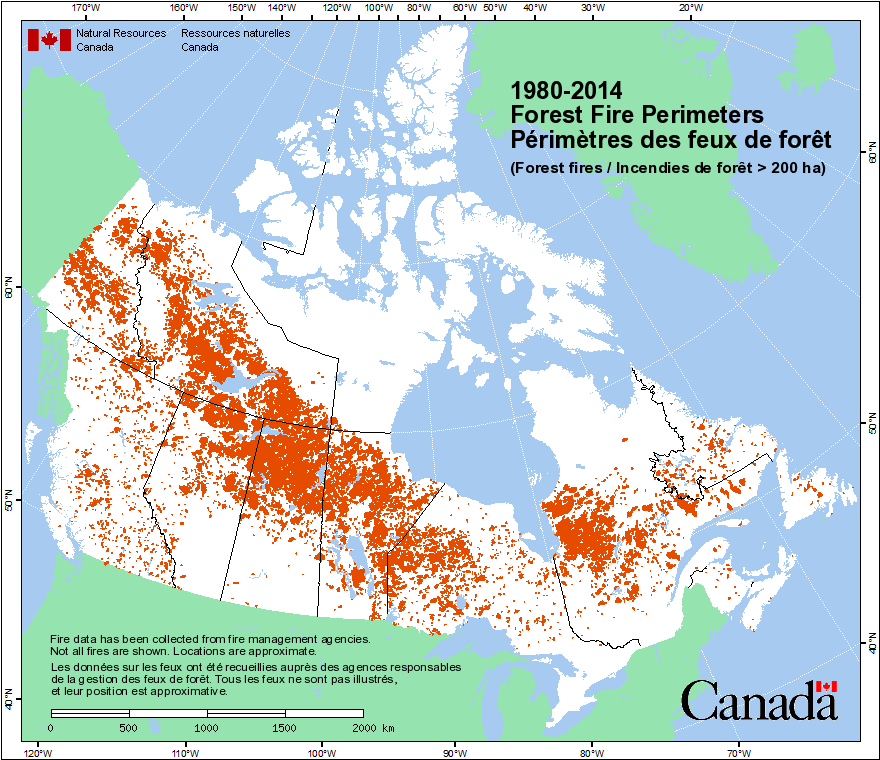 170°W 160°W 150°W 140°W 120°W 100°W 80°W 60°W 50°W 40°W 30°W 20°W
Natural Resources Ressources naturelles
Canada Canada
1980-2014
Forest Fire Perimeters
Périmètres des feux de forêt
(Forest fires / Incendies de forêt > 200 ha)
60°N
60°N
50°N
50°N
40°N
40°N
Fire data has been collected from fire management agencies.
Not all fires are shown. Locations are approximate.
Les données sur les feux ont été recueillies auprès des agences responsables
de la gestion des feux de forêt. Tous les feux ne sont pas illustrés,
et leur position est approximative.
0 500 1000 1500 2000 km
Canada
120°W 110°W 100°W 90°W 80°W 70°W